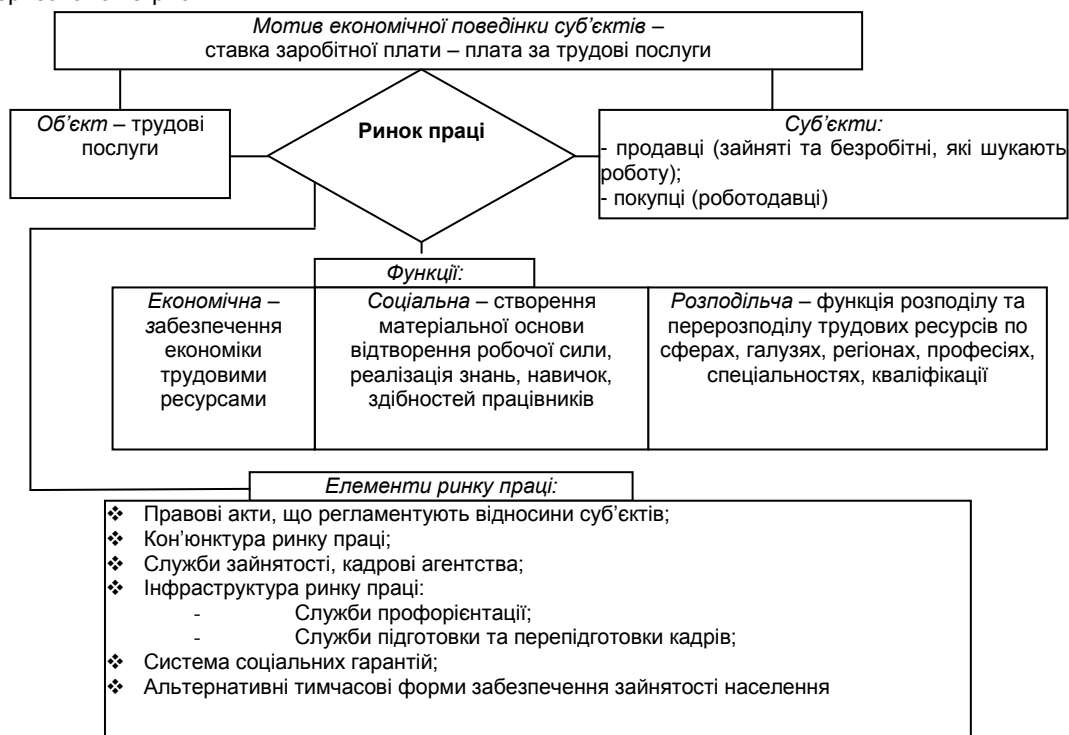 Мотив економічної поведінки суб’єктів –
ставка заробітної плати – плата за трудові послуги
Об’єкт – трудові
послуги
Ринок праці
Суб’єкти:
- продавці (зайняті та безробітні, які шукають
роботу);
- покупці (роботодавці)
Функції:
Економічна –
забезпечення
економіки
трудовими
ресурсами
Соціальна – створення
матеріальної основи
відтворення робочої сили,
реалізація знань, навичок,
здібностей працівників
Розподільча – функція розподілу та
перерозподілу трудових ресурсів по
сферах, галузях, регіонах, професіях,
спеціальностях, кваліфікації
Елементи ринку праці:
❖ Правові акти, що регламентують відносини суб’єктів;
❖ Кон’юнктура ринку праці;
❖ Служби зайнятості, кадрові агентства;
❖ Інфраструктура ринку праці:
- Служби профорієнтації;
- Служби підготовки та перепідготовки кадрів;
❖ Система соціальних гарантій;
❖ Альтернативні тимчасові форми забезпечення зайнятості населення